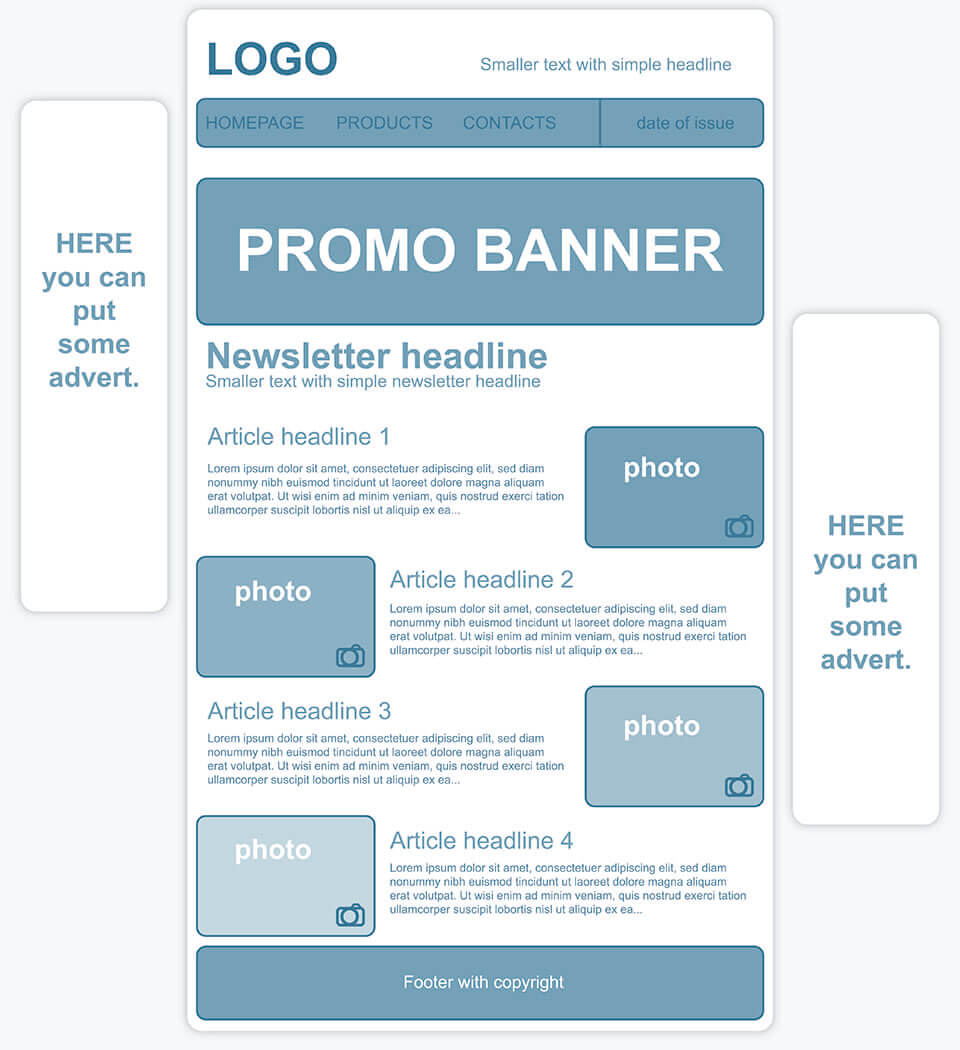 LOGO
Smaller text with simple headline
HOMEPAGE PRODUCTS CONTACTS date of issue
HERE
you can
put
some
advert.
PROMO BANNER
Newsletter headline
Smaller text with simple newsletter headline
Article headline 1
Lorem ipsum dolor sit amet, consectetuer adipiscing elit, sed diam
nonummy nibh euismod tincidunt ut laoreet dolore magna aliquam
erat volutpat. Ut wisi enim ad minim veniam, quis nostrud exerci tation
ullamcorper suscipit lobortis nisl ut aliquip ex ea...
photo
photo
Article headline 2
Lorem ipsum dolor sit amet, consectetuer adipiscing elit, sed diam
nonummy nibh euismod tincidunt ut laoreet dolore magna aliquam
erat volutpat. Ut wisi enim ad minim veniam, quis nostrud exerci tation
ullamcorper suscipit lobortis nisl ut aliquip ex ea...
Article headline 3
Lorem ipsum dolor sit amet, consectetuer adipiscing elit, sed diam
nonummy nibh euismod tincidunt ut laoreet dolore magna aliquam
erat volutpat. Ut wisi enim ad minim veniam, quis nostrud exerci tation
ullamcorper suscipit lobortis nisl ut aliquip ex ea...
photo
photo
Article headline 4
Lorem ipsum dolor sit amet, consectetuer adipiscing elit, sed diam
nonummy nibh euismod tincidunt ut laoreet dolore magna aliquam
erat volutpat. Ut wisi enim ad minim veniam, quis nostrud exerci tation
ullamcorper suscipit lobortis nisl ut aliquip ex ea...
HERE
you can
put
some
advert.
Footer with copyright